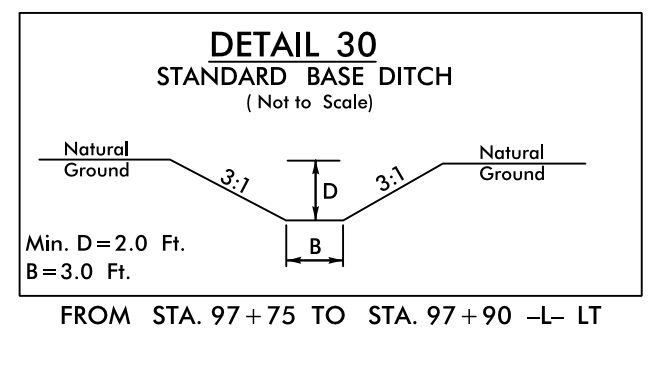 DETAIL 30
STANDARD BASE DITCH
( Not to Scale)
Natural
Ground
3:1
D
3:1
Natural
Ground
Min. D=2.0 Ft.
B
B=3.0 Ft.
FROM STA. 97+75 TO STA. 97+90 -L- LT